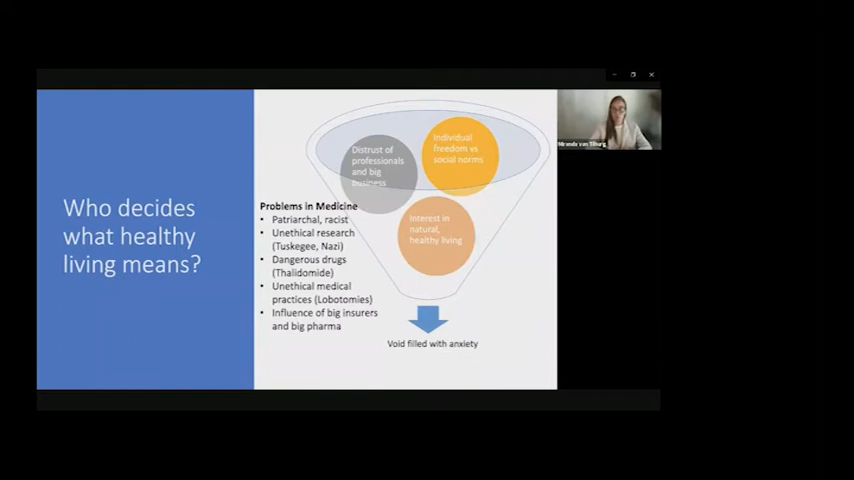 Who decides
what healthy
living means?
Distrust of
professionals
and big
business
Individual
freedom vs
social norms
Interest in
natural,
healthy living
Problems in Medicine
• Patriarchal, racist
• Unethical research
(Tuskegee, Nazi)
• Dangerous drugs
(Thalidomide)
• Unethical medical
practices (Lobotomies)
• Influence of big insurers
and big pharma
Void filled with anxiety
Miranda van Tilburg